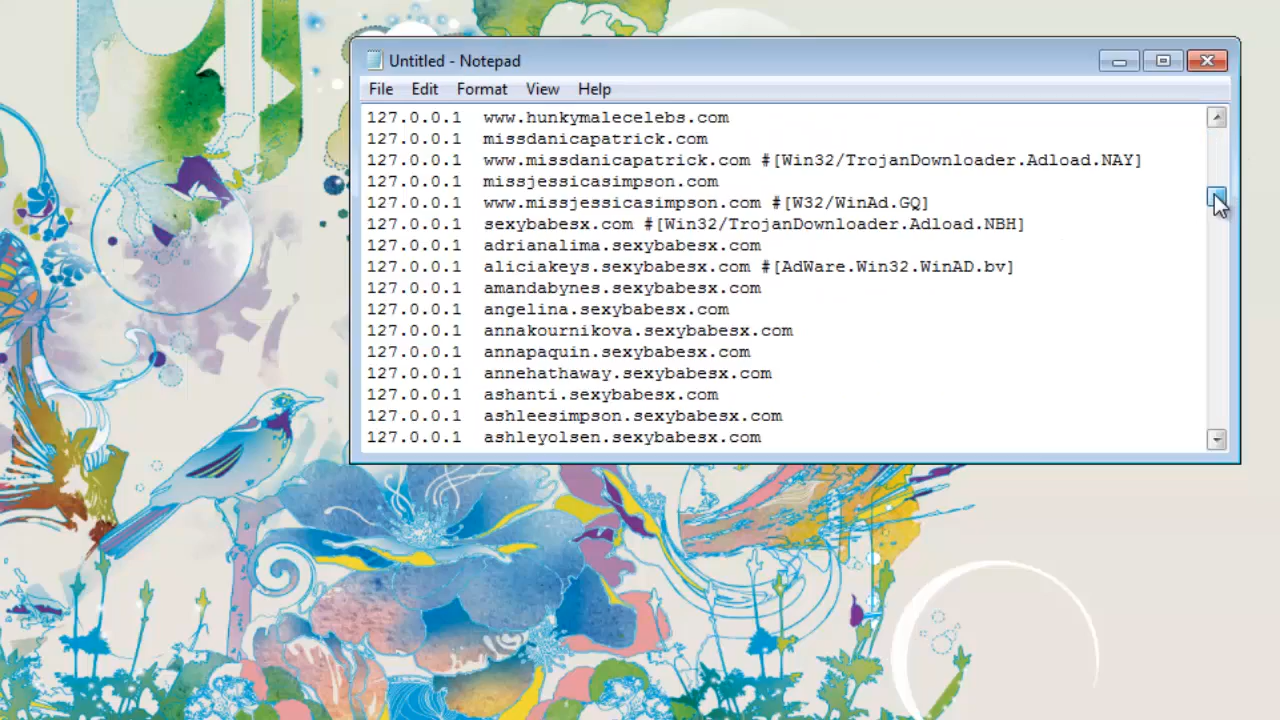 Untitled - Notepad
File Edit Format View Help
127.0.0.1 www.hunkymalecelebs.com
127.0.0.1 missdanicapatrick.com
127.0.0.1 www.missdanicapatrick.com #[Win32/TrojanDownloader.Adload.NAY]
127.0.0.1 missjessicasimpson.com
127.0.0.1 www.missjessicasimpson.com #[W32/WinAd.GQ]
127.0.0.1 sexybabesx.com #[Win32/TrojanDownloader.Adload.NBH]
127.0.0.1 adrianalima.sexybabesx.com
127.0.0.1 aliciakeys.sexybabesx.com #[AdWare.Win32.WinAD.bv]
127.0.0.1 amandabynes.sexybabesx.com
127.0.0.1 angelina.sexybabesx.com
127.0.0.1 annakournikova.sexybabesx.com
127.0.0.1 annapaquin.sexybabesx.com
127.0.0.1 annehathaway.sexybabesx.com
127.0.0.1 ashanti.sexybabesx.com
127.0.0.1 ashleesimpson.sexybabesx.com
127.0.0.1 ashleyolsen.sexybabesx.com